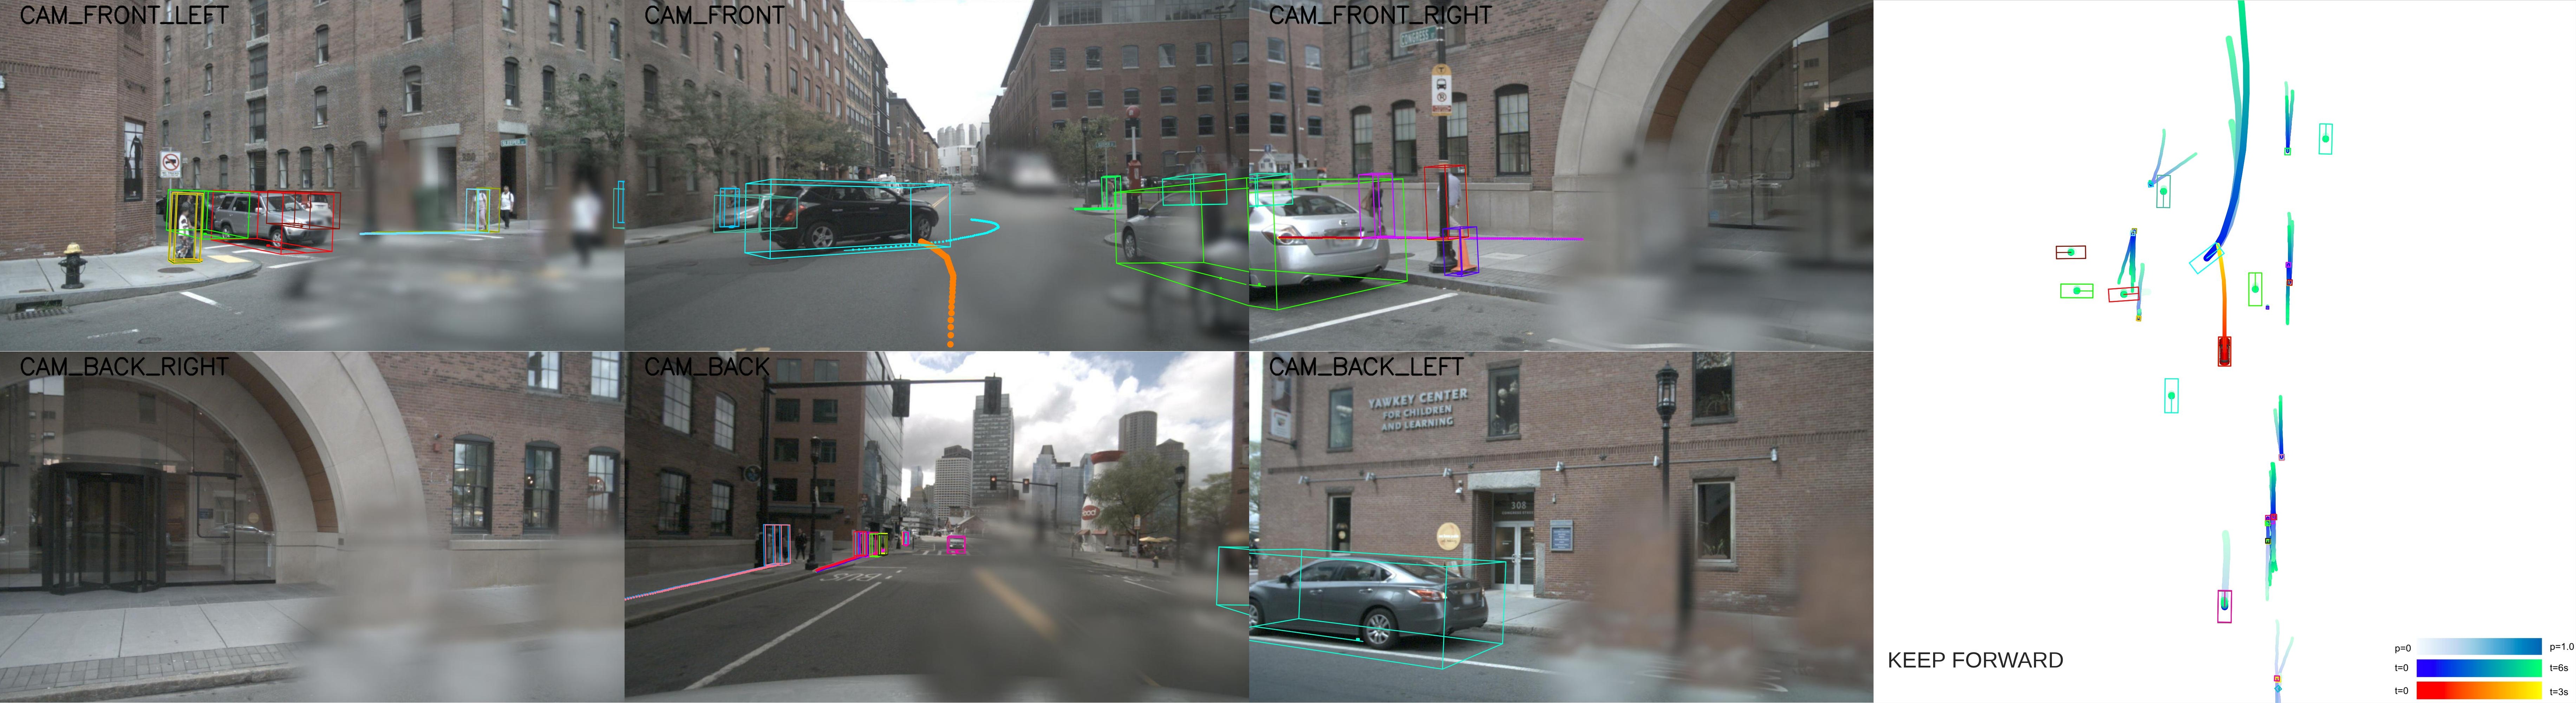 CAM_FRONT_LEFT
CAM_FRONT
CAM_FRONT_RIGHT
CONGRESS
CAM_BACK_RIGHT
CAM_BACK
CAM_BACK_LEFT
YAWKEY CENTER
FOR CHILDREN
AND LEARNING
308
KEEP FORWARD
p=0
p=1.0
t=0
t=6s
t=0
t=3s